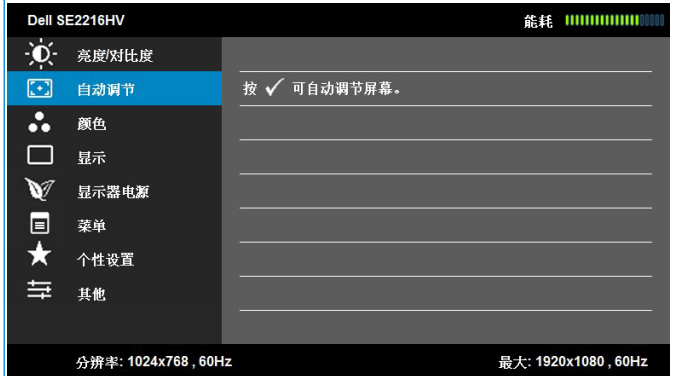 Dell SE2216HV 能耗
亮度/对比度
自动调节 按 ✓ 可自动调节屏幕。
颜色
显示
显示器电源
菜单
个性设置
其他
分辨率: 1024x768 , 60Hz 最大: 1920x1080 , 60Hz